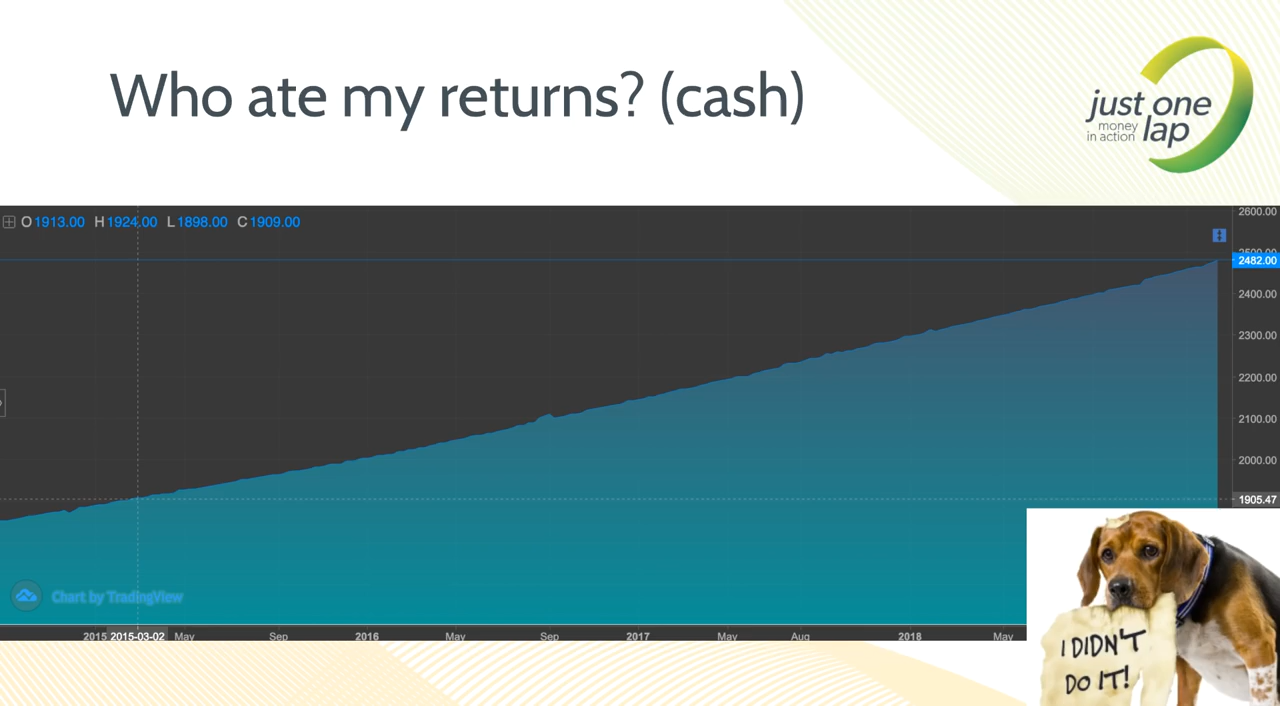 Who ate my returns? (cash)
just one
money
in action lap
O 1913.00 H 1924.00 L 1898.00 C 1909.00
2600.00
2500.00
2482.00
2400.00
2300.00
2200.00
2100.00
2000.00
1905.47
Chart by TradingView
2015 2015-03-02 May Sep 2016 May Sep 2017 May Aug 2018 May
I DIDN'T
DO IT!